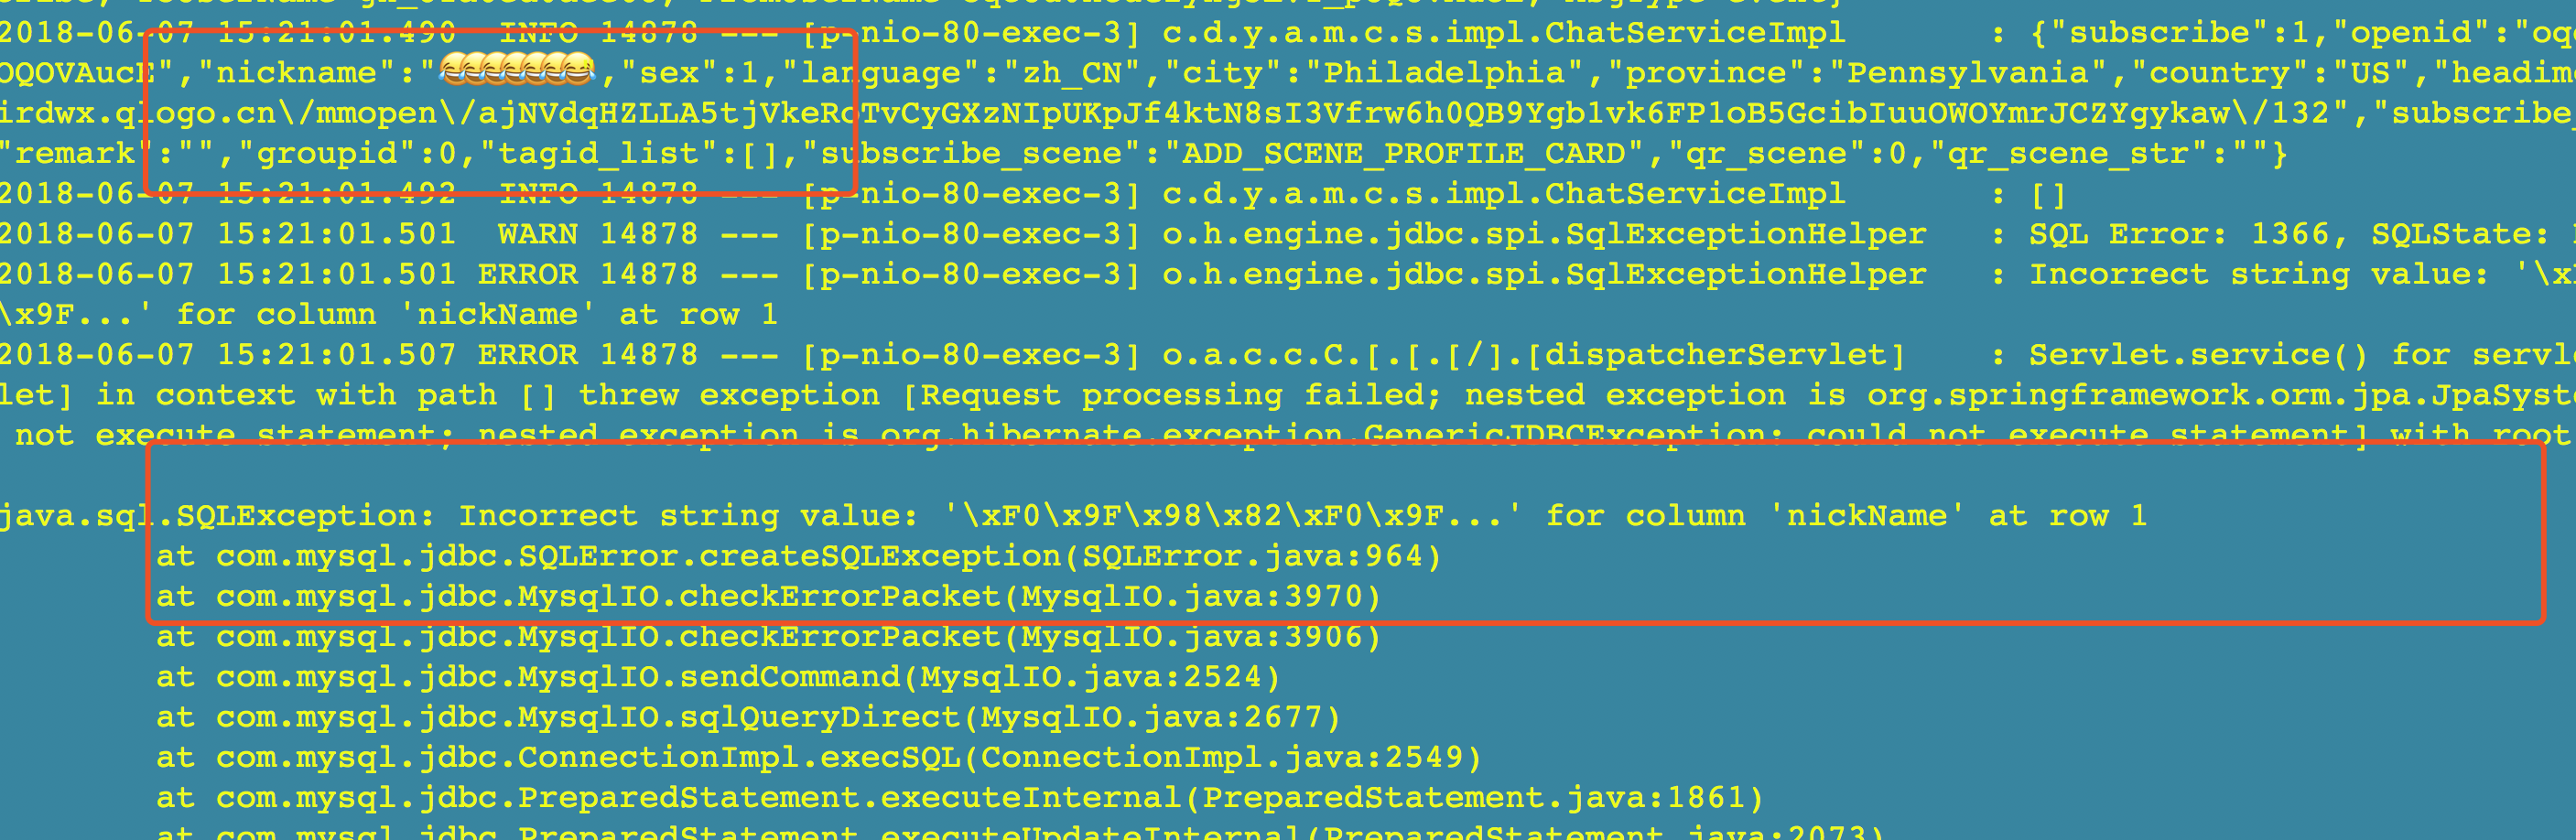 2018-06-07 15:21:01.490  INFO 14878 --- [p-nio-80-exec-3] c.d.y.a.m.c.s.impl.ChatServiceImpl       : {"subscribe":1,"openid":"oq
OQOVAucE","nickname":"😂😂😂😂😂😂😂","sex":1,"language":"zh_CN","city":"Philadelphia","province":"Pennsylvania","country":"US","headim
irdwx.qlogo.cn\/mmopen\/ajNVdqHZLLA5tjVkeRoTvCyGXzNIpUKpJf4ktN8sI3Vfrw6h0QB9Ygb1vk6FP1oB5GcibIuuOWOYmrJCZYgykaw\/132","subscribe_
"remark":"","groupid":0,"tagid_list":[],"subscribe_scene":"ADD_SCENE_PROFILE_CARD","qr_scene":0,"qr_scene_str":""}
2018-06-07 15:21:01.492  INFO 14878 --- [p-nio-80-exec-3] c.d.y.a.m.c.s.impl.ChatServiceImpl       : []
2018-06-07 15:21:01.501  WARN 14878 --- [p-nio-80-exec-3] o.h.engine.jdbc.spi.SqlExceptionHelper   : SQL Error: 1366, SQLState:
2018-06-07 15:21:01.501 ERROR 14878 --- [p-nio-80-exec-3] o.h.engine.jdbc.spi.SqlExceptionHelper   : Incorrect string value: '\x
\x9F...' for column 'nickName' at row 1
2018-06-07 15:21:01.507 ERROR 14878 --- [p-nio-80-exec-3] o.a.c.c.C.[.[.[/].[dispatcherServlet]    : Servlet.service() for servl
let] in context with path [] threw exception [Request processing failed; nested exception is org.springframework.orm.jpa.JpaSyst
not execute statement; nested exception is org.hibernate.exception.GenericJDBCException: could not execute statement] with root
java.sql.SQLException: Incorrect string value: '\xF0\x9F\x98\x82\xF0\x9F...' for column 'nickName' at row 1
at com.mysql.jdbc.SQLError.createSQLException(SQLError.java:964)
at com.mysql.jdbc.MysqlIO.checkErrorPacket(MysqlIO.java:3970)
at com.mysql.jdbc.MysqlIO.checkErrorPacket(MysqlIO.java:3906)
at com.mysql.jdbc.MysqlIO.sendCommand(MysqlIO.java:2524)
at com.mysql.jdbc.MysqlIO.sqlQueryDirect(MysqlIO.java:2677)
at com.mysql.jdbc.ConnectionImpl.execSQL(ConnectionImpl.java:2549)
at com.mysql.jdbc.PreparedStatement.executeInternal(PreparedStatement.java:1861)
at com.mysql.jdbc.PreparedStatement.executeUpdateInternal(PreparedStatement.java:2073)